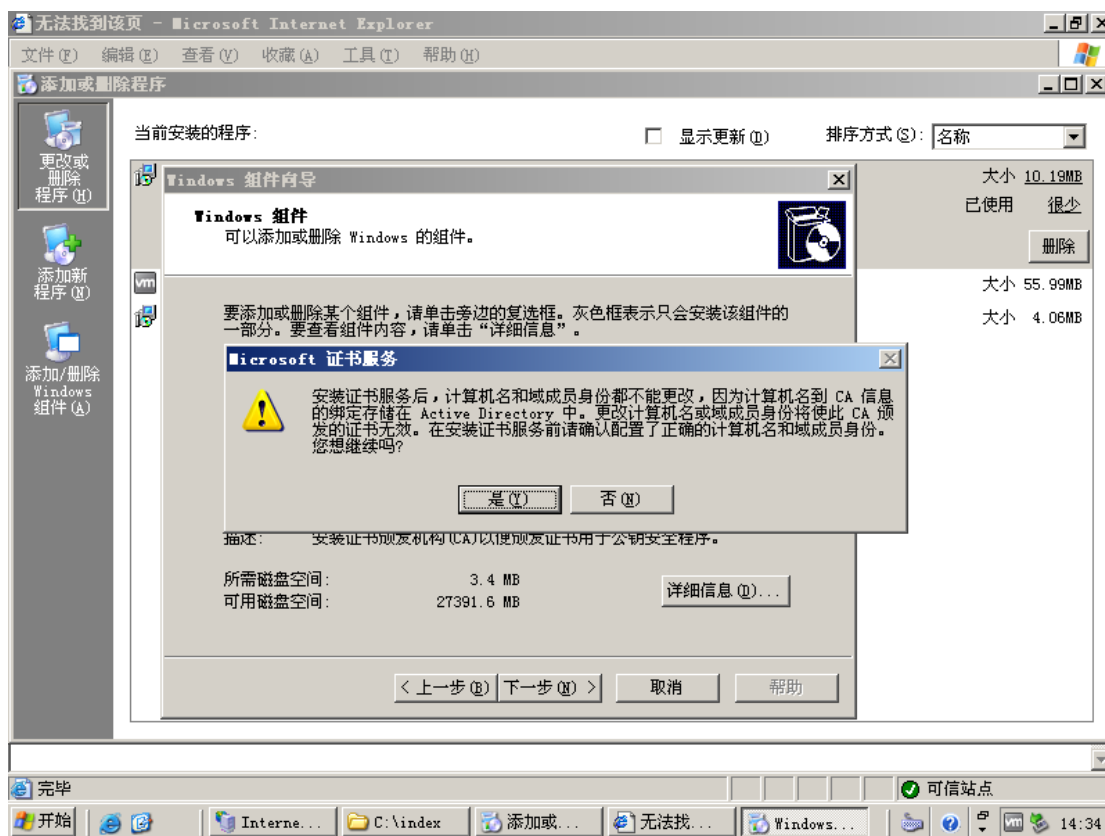 无法找到该页 - Microsoft Internet Explorer
文件(F) 编辑(E) 查看(V) 收藏(A) 工具(T) 帮助(H)
添加或删除程序
更改或
删除
程序(H)
添加新
程序(N)
添加/删除
Windows
组件(A)
当前安装的程序:
显示更新(D)
排序方式(S): 名称
大小 10.19MB
已使用 很少
删除
vm
大小 55.99MB
大小 4.06MB
Windows 组件向导
Windows 组件
可以添加或删除 Windows 的组件。
要添加或删除某个组件，请单击旁边的复选框。灰色框表示只会安装该组件的
一部分。要查看组件内容，请单击“详细信息”。
Microsoft 证书服务
安装证书服务后，计算机名和域成员身份都不能更改，因为计算机名到 CA 信息
的绑定存储在 Active Directory 中。更改计算机名或域成员身份将使此 CA 颁
发的证书无效。在安装证书服务前请确认配置了正确的计算机名和域成员身份。
您想继续吗?
是(Y) 否(N)
描述: 安装证书颁发机构(CA)以便颁发证书用于公钥安全程序。
所需磁盘空间: 3.4 MB
可用磁盘空间: 27391.6 MB
详细信息(D)...
< 上一步(B) 下一步(N) > 取消 帮助
完毕
可信站点
开始 Interne... C:\index 添加或... 无法找... Windows... vm 14:34